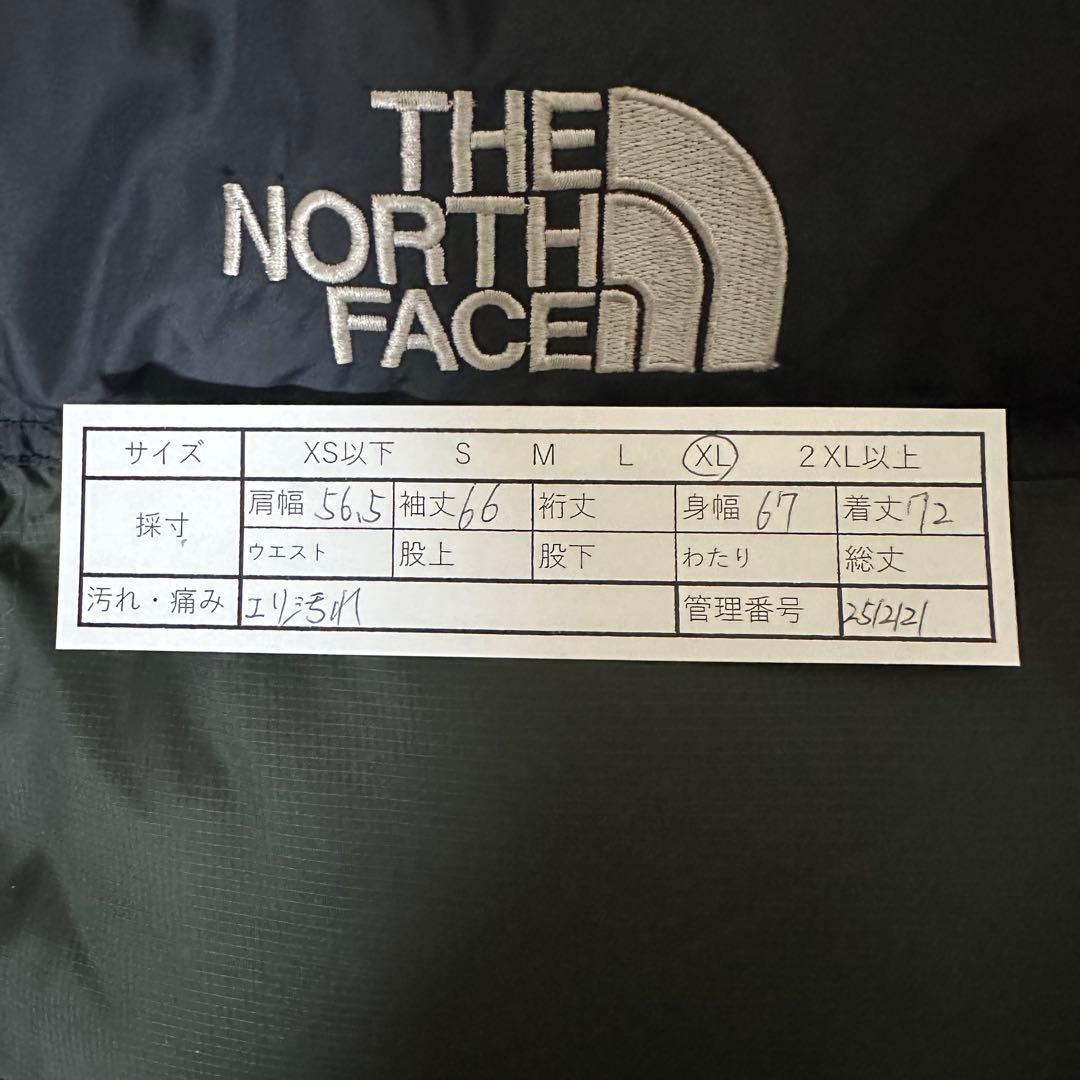 THE
NORTH
FACE
サイズ XS以下 S M L XL 2XL以上
採寸 肩幅 56.5 袖丈 66 裄丈 身幅 67 着丈 72
ウエスト 股上 股下 わたり 総丈
汚れ・痛み エリ汚れ 管理番号 2512121